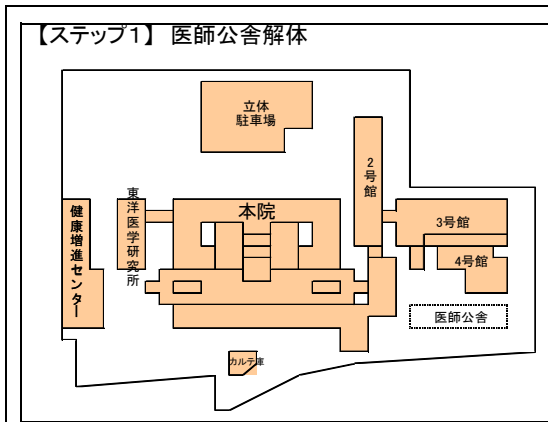 【ステップ1】 医師公舎解体
立体
駐車場
2号館
東洋医学研究所
本院
健康増進センター
3号館
4号館
医師公舎
カルテ庫